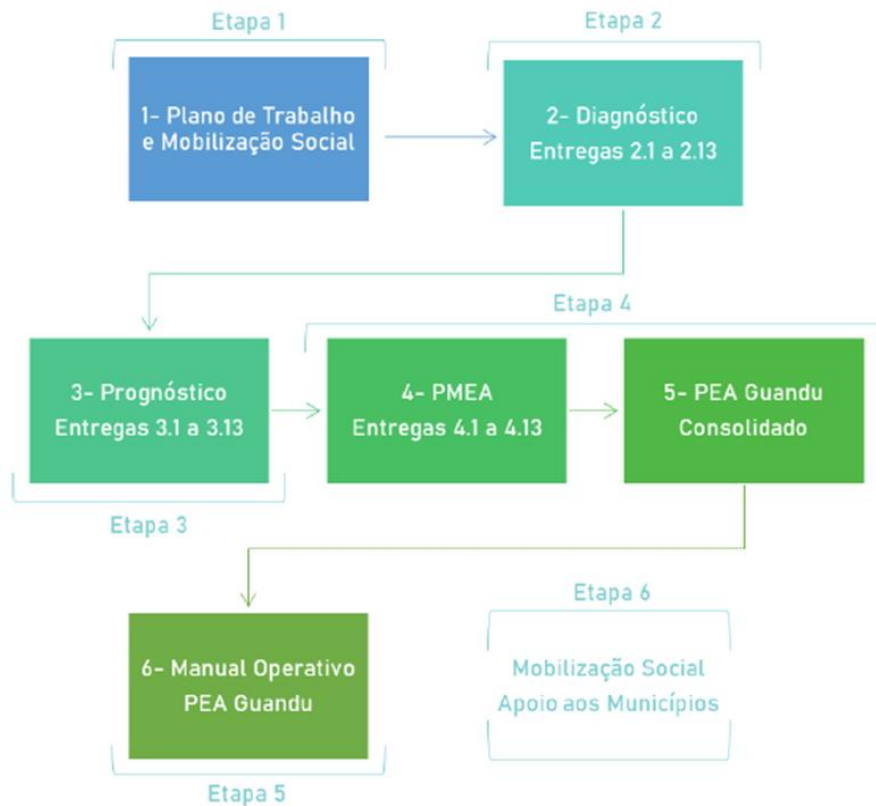 Etapa 1
Etapa 2
1- Plano de Trabalho
e Mobilização Social
2- Diagnóstico
Entregas 2.1 a 2.13
Etapa 4
3- Prognóstico
Entregas 3.1 a 3.13
4- PMEA
Entregas 4.1 a 4.13
5- PEA Guandu
Consolidado
Etapa 3
Etapa 6
6- Manual Operativo
PEA Guandu
Mobilização Social
Apoio aos Municípios
Etapa 5